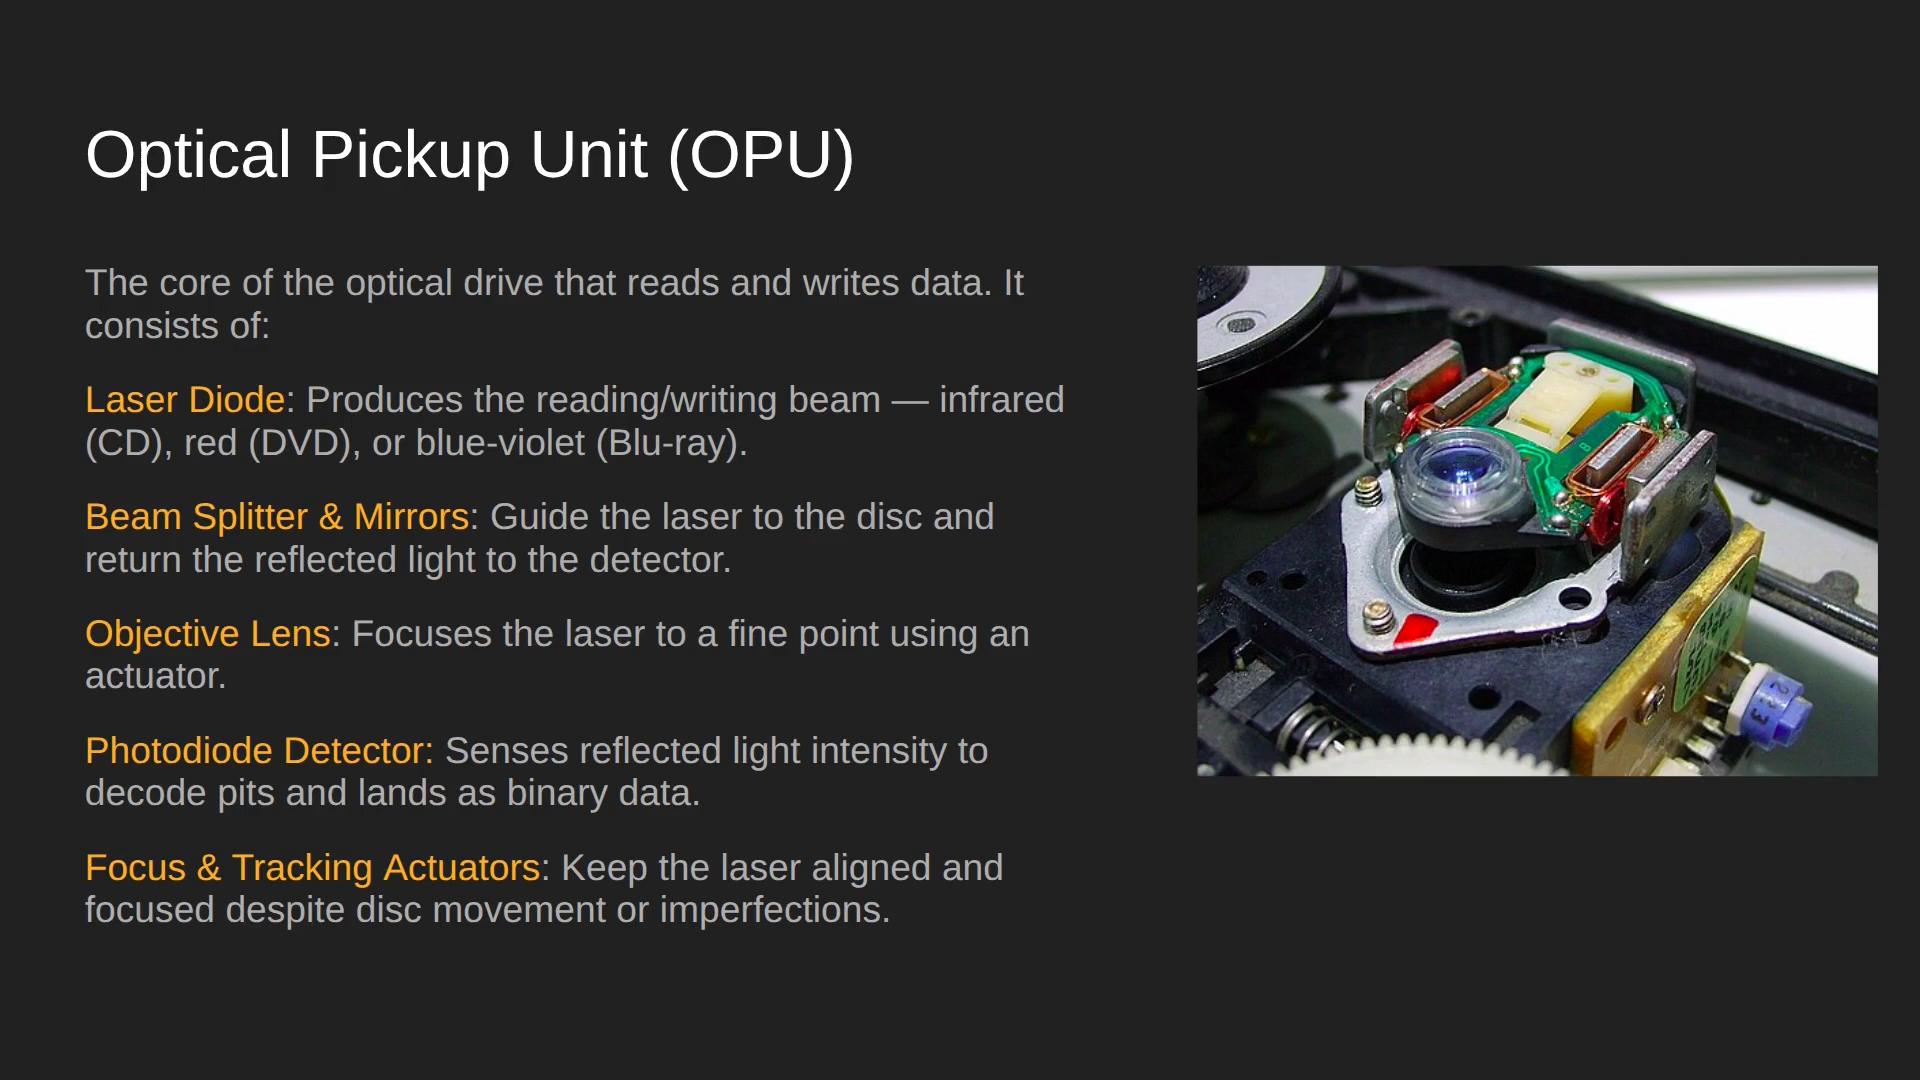 Optical Pickup Unit (OPU)
The core of the optical drive that reads and writes data. It
consists of:
Laser Diode: Produces the reading/writing beam — infrared
(CD), red (DVD), or blue-violet (Blu-ray).
Beam Splitter & Mirrors: Guide the laser to the disc and
return the reflected light to the detector.
Objective Lens: Focuses the laser to a fine point using an
actuator.
Photodiode Detector: Senses reflected light intensity to
decode pits and lands as binary data.
Focus & Tracking Actuators: Keep the laser aligned and
focused despite disc movement or imperfections.